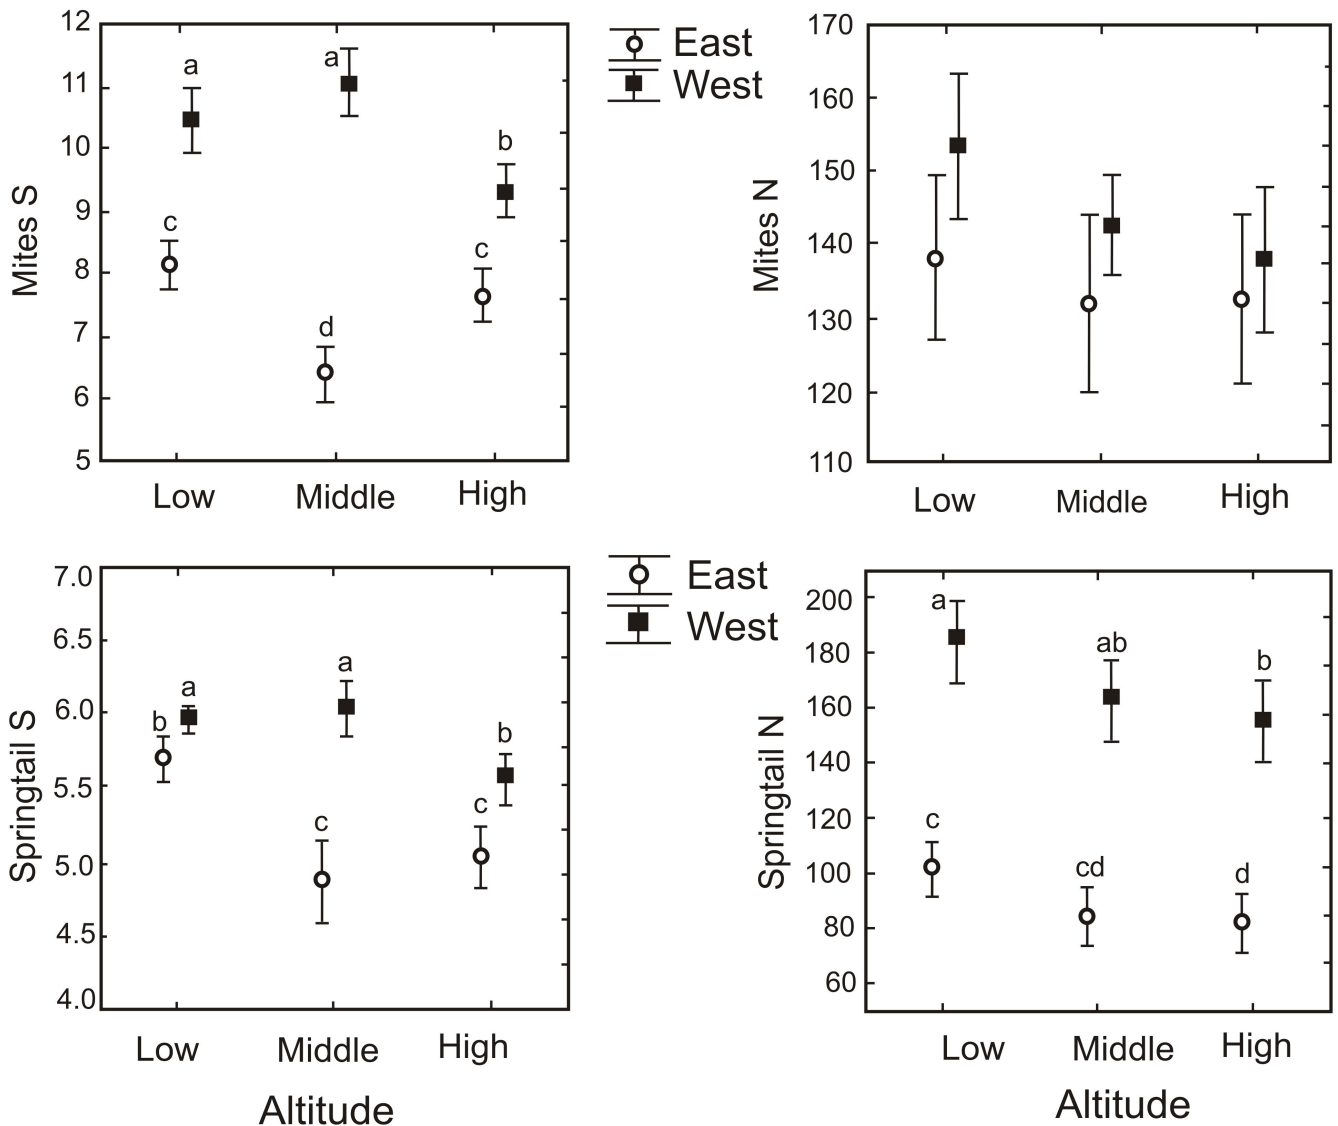 Mites S
12
11
10
9
8
7
6
5
a
a
b
c
c
d
Low
Middle
High
East
West
Mites N
170
160
150
140
130
120
110
Low
Middle
High
Springtail S
7.0
6.5
6.0
5.5
5.0
4.5
4.0
a
a
b
b
c
c
Low
Middle
High
Altitude
East
West
Springtail N
200
180
160
140
120
100
80
60
a
ab
b
c
cd
d
Low
Middle
High
Altitude